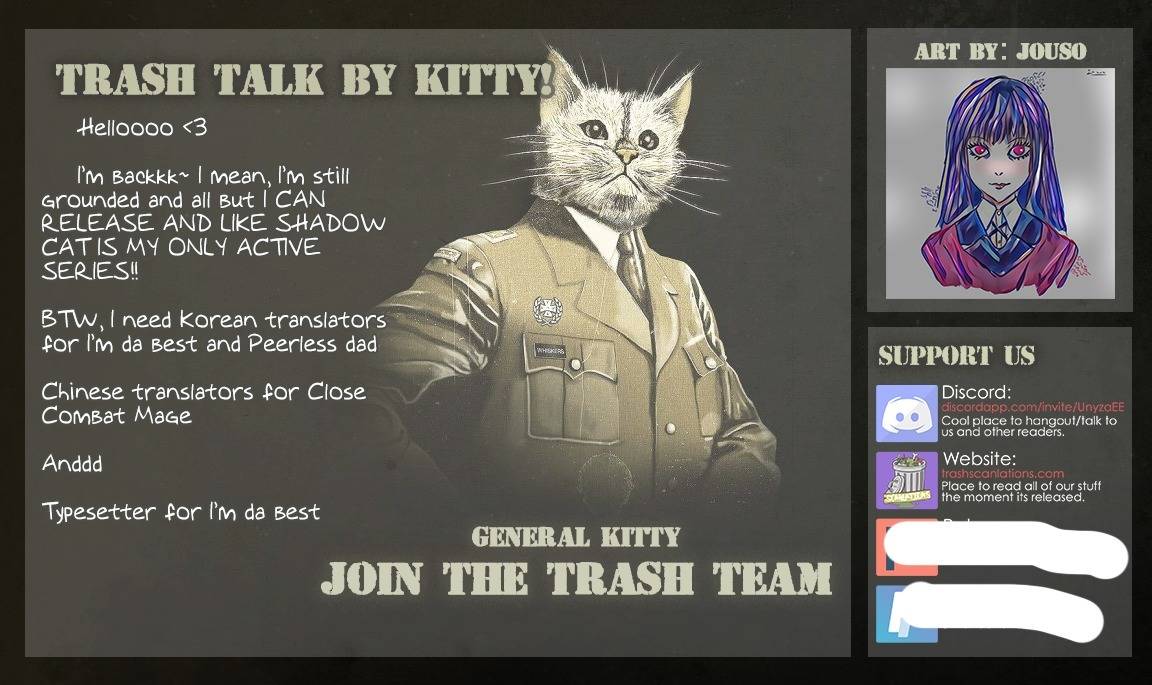 TRASH TALK BY KITTY!
Helloooo <3
I'm Backkk~ I mean, I'm still
grounded and all But I CAN
RELEASE AND LIKE SHADOW
CAT IS MY ONLY ACTIVE
SERIES!!
BTW, I need Korean translators
for I'm da Best and Peerless dad
Chinese translators for Close
Combat Mage
Anddd
Typesetter for I'm da Best
WHISKERS
GENERAL KITTY
JOIN THE TRASH TEAM
ART BY: JOUSO
SUPPORT US
Discord:
discordapp.com/invite/UnyzaEE
Cool place to hangout/talk to
us and other readers.
Website:
trashscanlations.com
Place to read all of our stuff
the moment its released.
SCANLATIONS